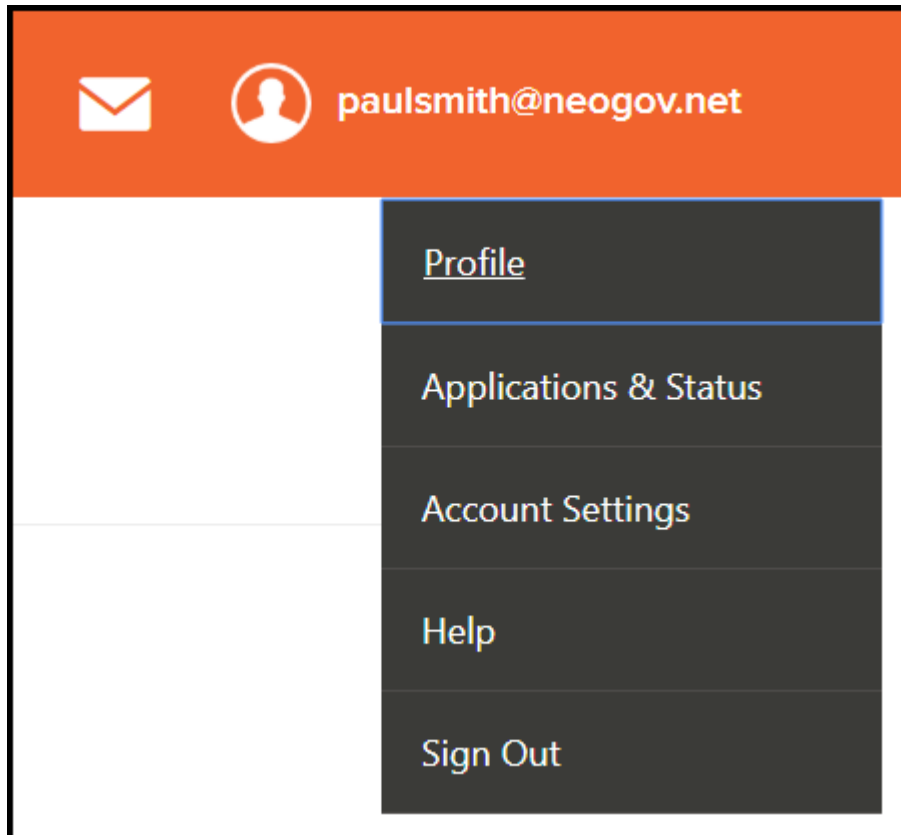 paulsmith@neogov.net
Profile
Applications & Status
Account Settings
Help
Sign Out